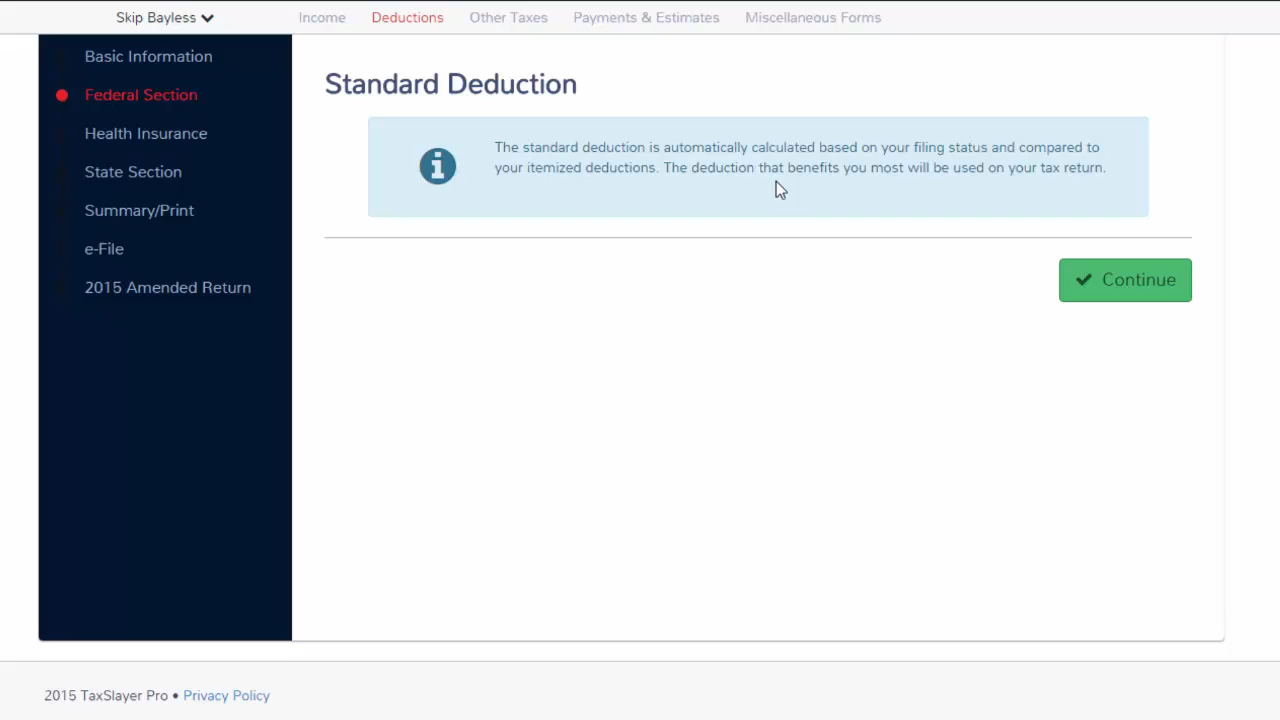 Skip Bayless
Income
Deductions
Other Taxes
Payments & Estimates
Miscellaneous Forms
Basic Information
Federal Section
Health Insurance
State Section
Summary/Print
e-File
2015 Amended Return
Standard Deduction
The standard deduction is automatically calculated based on your filing status and compared to
your itemized deductions. The deduction that benefits you most will be used on your tax return.
Continue
2015 TaxSlayer Pro • Privacy Policy